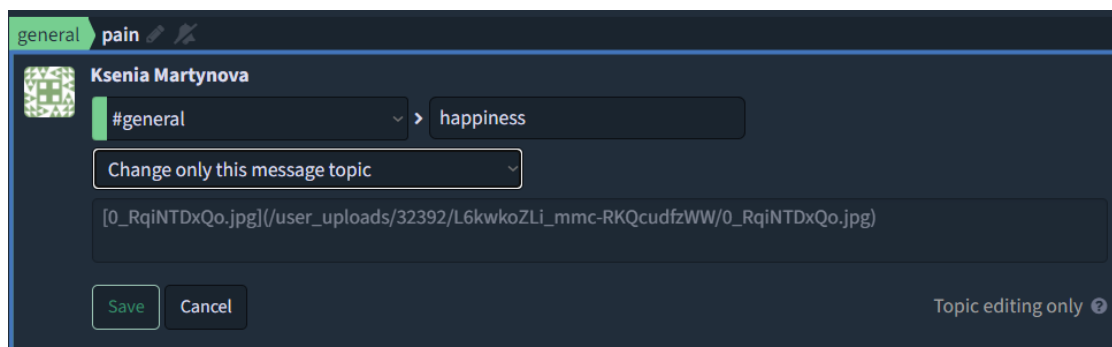 general pain
Ksenia Martynova
#general > happiness
Change only this message topic
[0_RqiNTDxQo.jpg](/user_uploads/32392/L6kwkoZLi_mmc-RKQcudfzWW/0_RqiNTDxQo.jpg)
Save Cancel Topic editing only ?